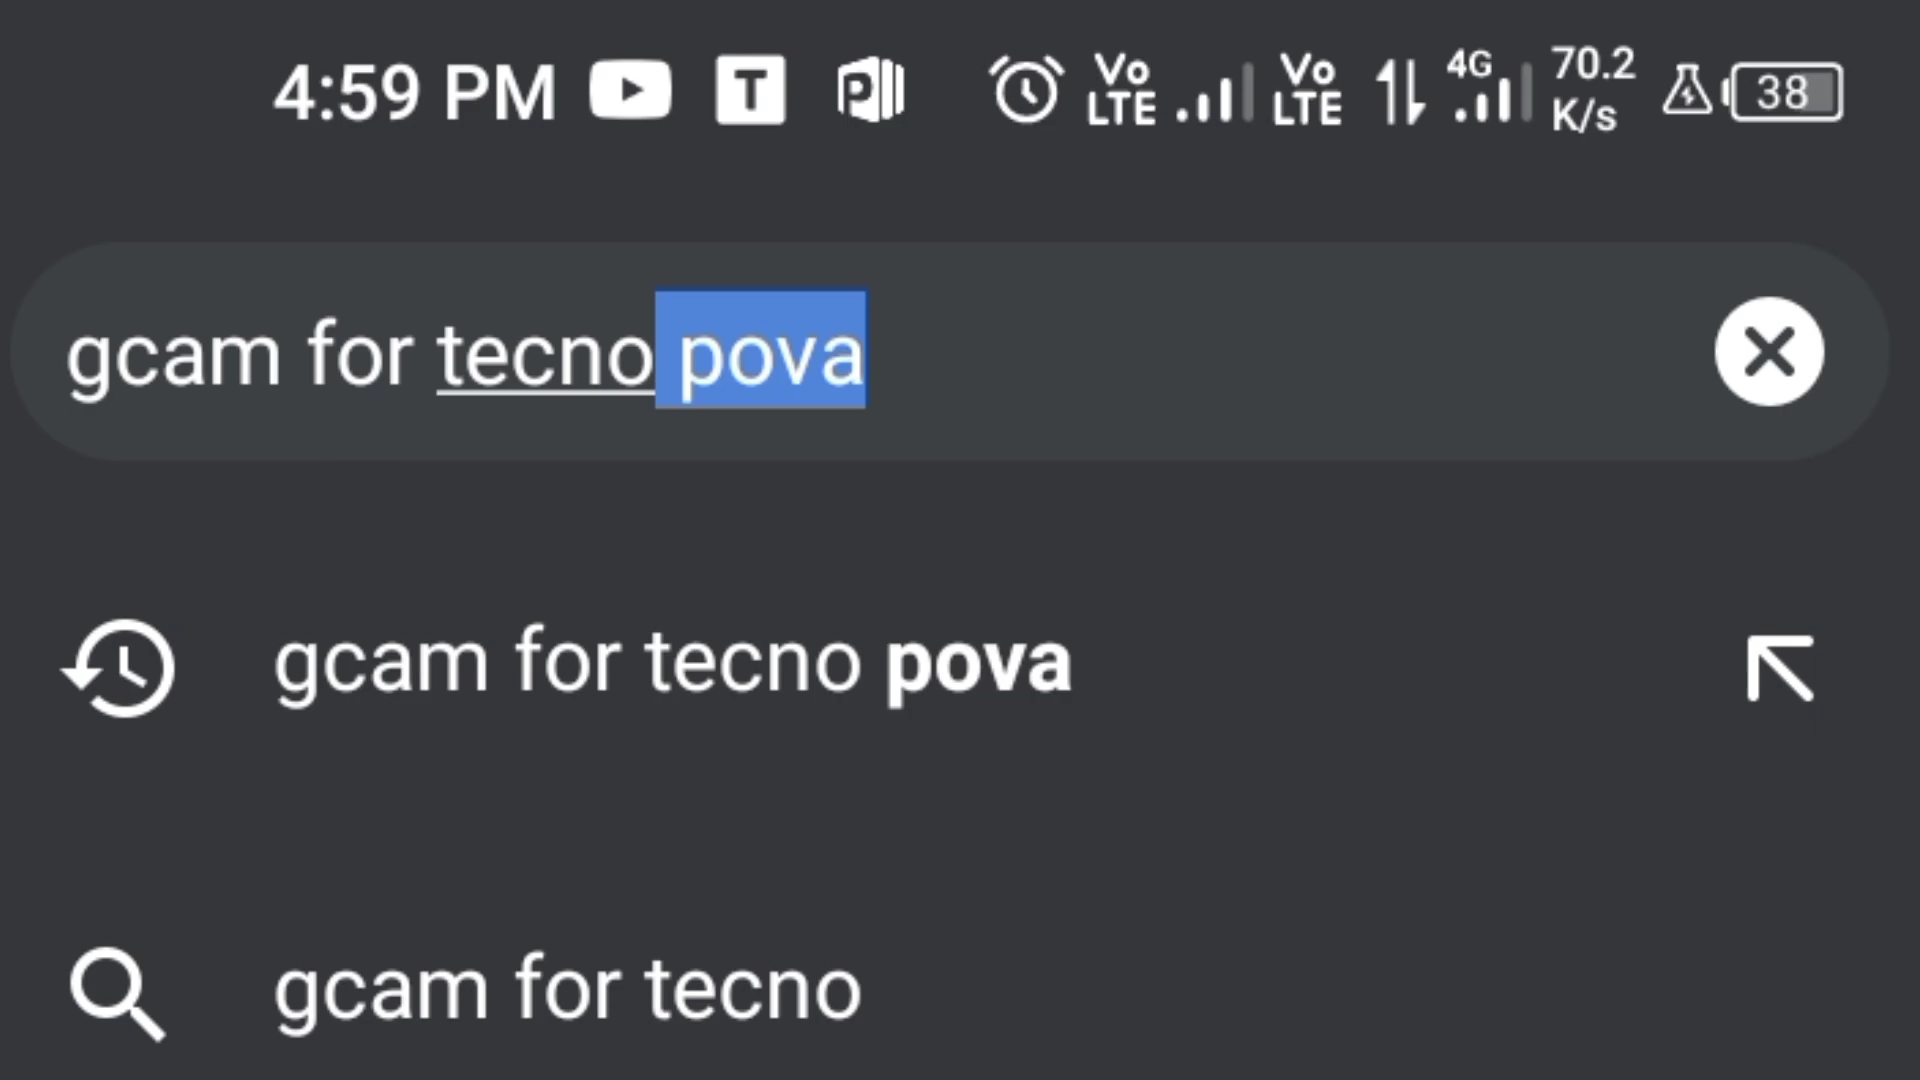 4:59 PM T P Vo LTE Vo LTE 4G 70.2 K/s 38
gcam for tecno pova
gcam for tecno pova
gcam for tecno